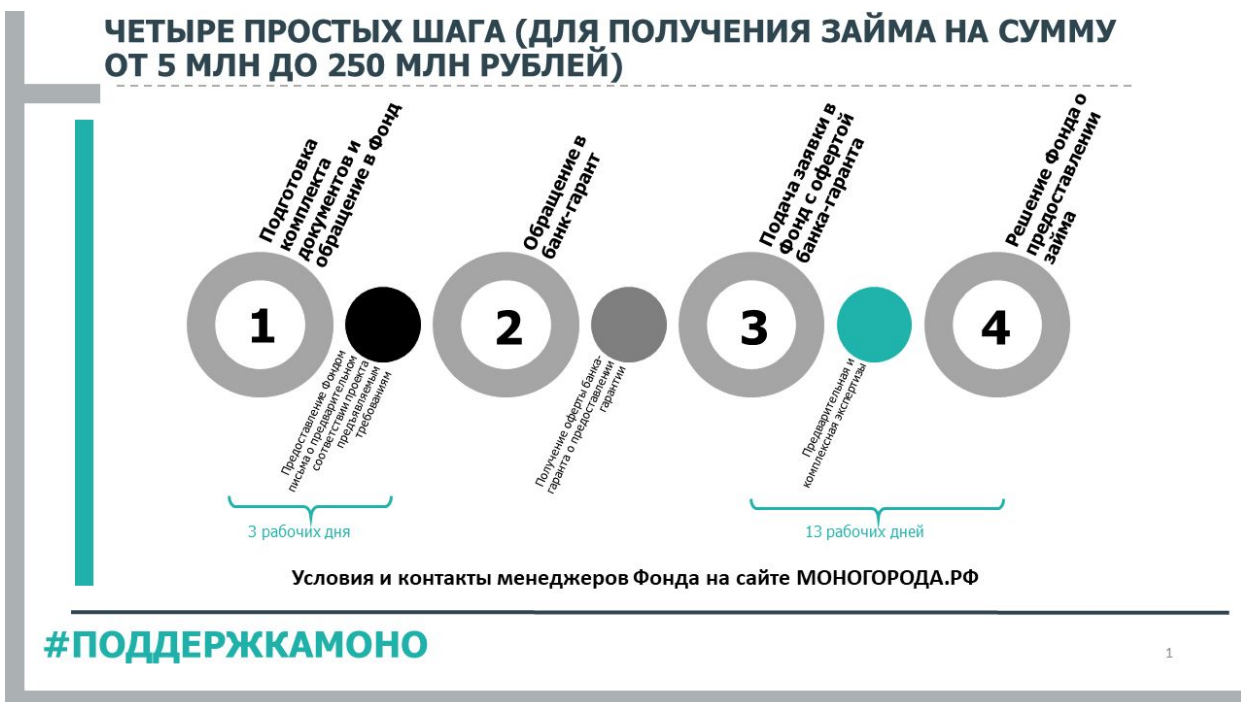 ЧЕТЫРЕ ПРОСТЫХ ШАГА (ДЛЯ ПОЛУЧЕНИЯ ЗАЙМА НА СУММУ
ОТ 5 МЛН ДО 250 МЛН РУБЛЕЙ)
Подготовка
комплекта
документов и
обращение в Фонд
1
Предоставление Фондом
письма о предварительном
соответствии проекта
предъявляемым
требованиям
Обращение в
банк-гарант
2
Получение оферты банка-
гаранта о предоставлении
гарантии
Подача заявки в
Фонд с офертой
банка-гаранта
3
Предварительная и
комплексная экспертизы
Решение Фонда о
предоставлении
займа
4
3 рабочих дня
13 рабочих дней
Условия и контакты менеджеров Фонда на сайте МОНОГОРОДА.РФ
#ПОДДЕРЖКАМОНО
1